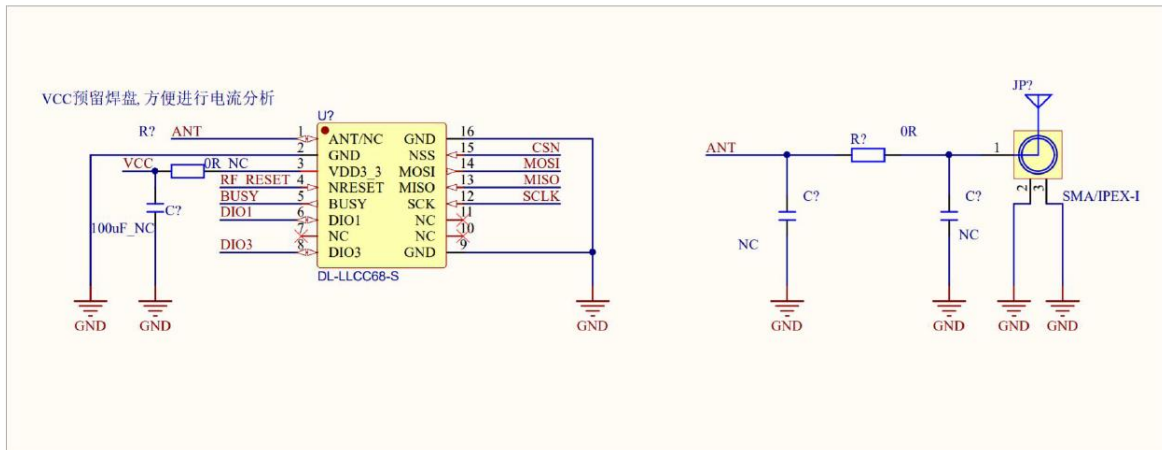 VCC预留焊盘,方便进行电流分析
U?
R?
ANT
1
ANT/NC
GND
16
2
GND
NSS
15
CSN
VCC
0R_NC
3
VDD3_3
MOSI
14
MOSI
RF_RESET
4
NRESET
MISO
13
MISO
BUSY
5
BUSY
SCK
12
SCLK
C?
DIO1
6
DIO1
NC
11
100uF_NC
7
NC
NC
10
DIO3
8
DIO3
GND
9
DL-LLCC68-S
GND
GND
GND
JP?
R?
0R
ANT
1
2
3
SMA/IPEX-I
C?
NC
C?
NC
GND
GND
GND
GND